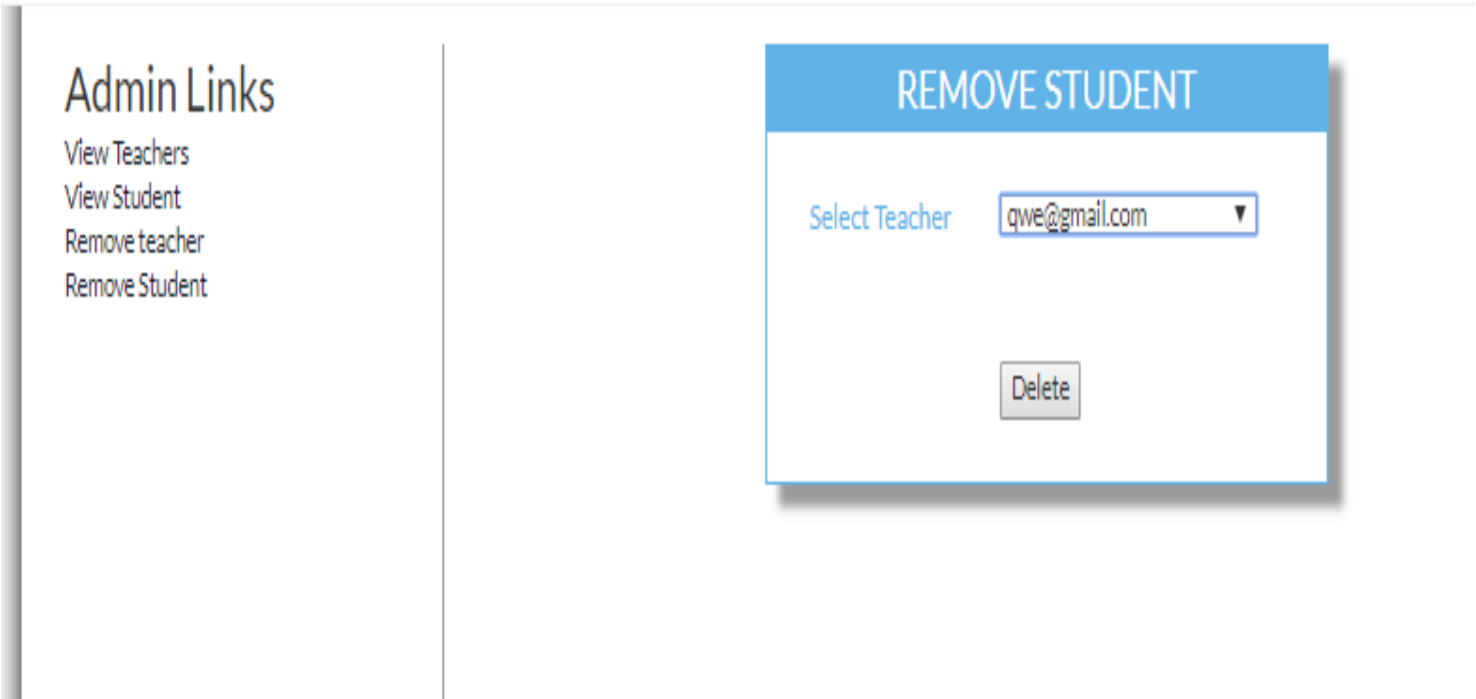 Admin Links
View Teachers
View Student
Remove teacher
Remove Student
REMOVE STUDENT
Select Teacher qwe@gmail.com
Delete